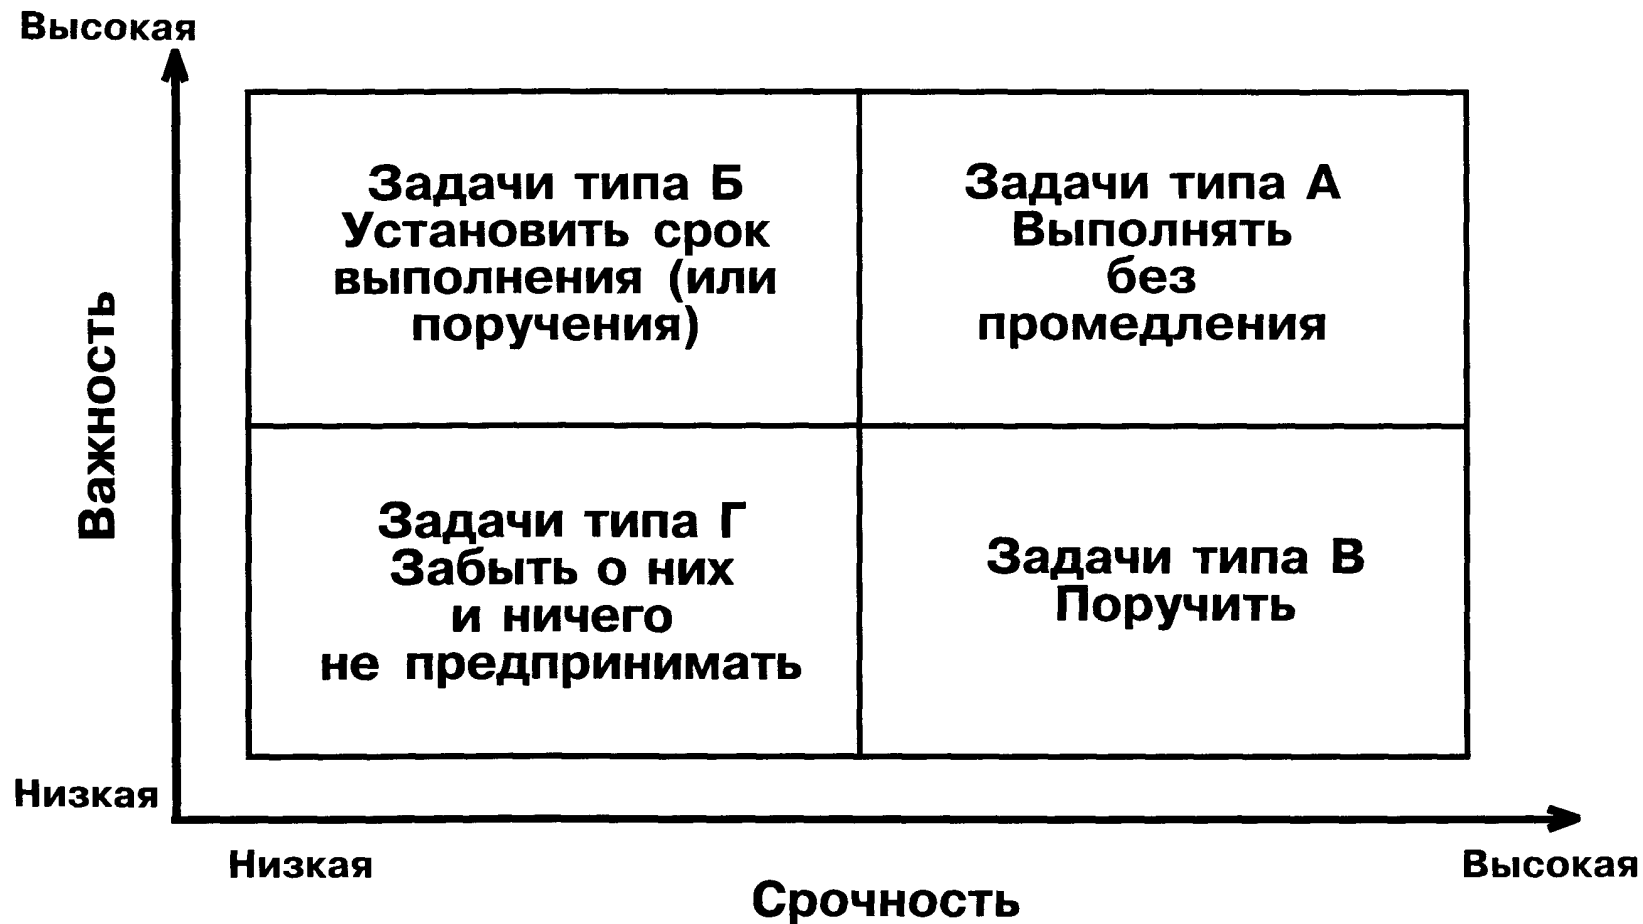 Высокая
Задачи типа Б
Установить срок
выполнения (или
поручения)
Задачи типа А
Выполнять
без
промедления
Важность
Задачи типа Г
Забыть о них
и ничего
не предпринимать
Задачи типа В
Поручить
Низкая
Низкая
Высокая
Срочность